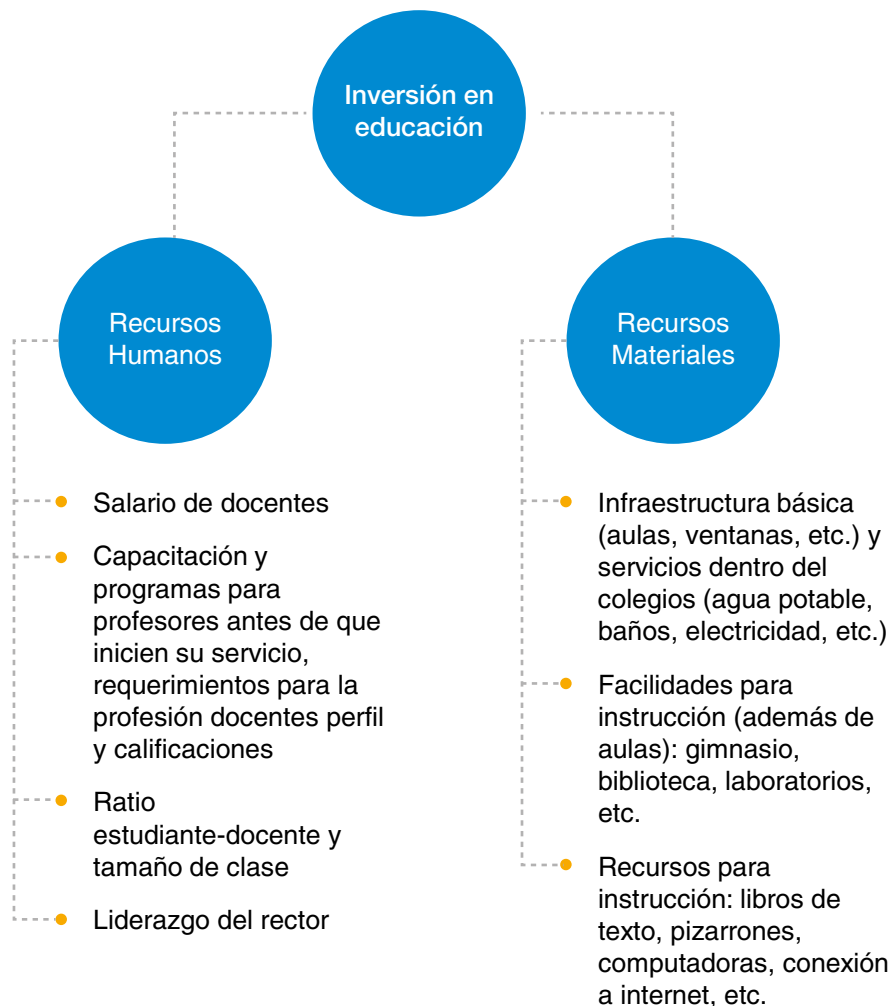 Inversión en
educación
Recursos
Humanos
Salario de docentes
Capacitación y
programas para
profesores antes de que
inicien su servicio,
requerimientos para la
profesión docentes perfil
y calificaciones
Ratio
estudiante-docente y
tamaño de clase
Liderazgo del rector
Recursos
Materiales
Infraestructura básica
(aulas, ventanas, etc.) y
servicios dentro del
colegios (agua potable,
baños, electricidad, etc.)
Facilidades para
instrucción (además de
aulas): gimnasio,
biblioteca, laboratorios,
etc.
Recursos para
instrucción: libros de
texto, pizarrones,
computadoras, conexión
a internet, etc.